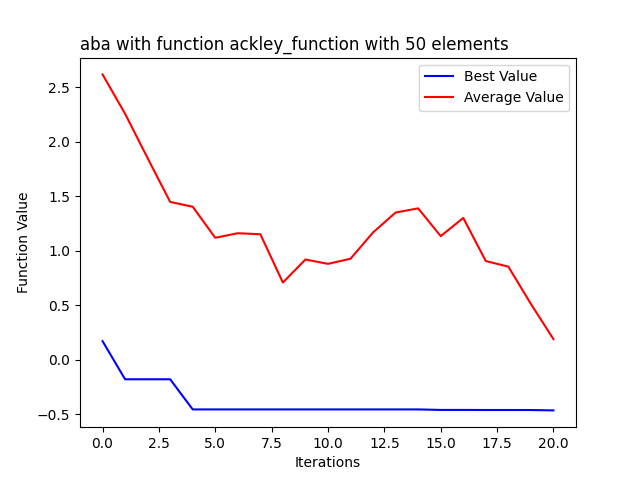 aba with function ackley_function with 50 elements
Best Value
Average Value
2.5
2.0
1.5
1.0
0.5
0.0
−0.5
Function Value
0.0 2.5 5.0 7.5 10.0 12.5 15.0 17.5 20.0
Iterations